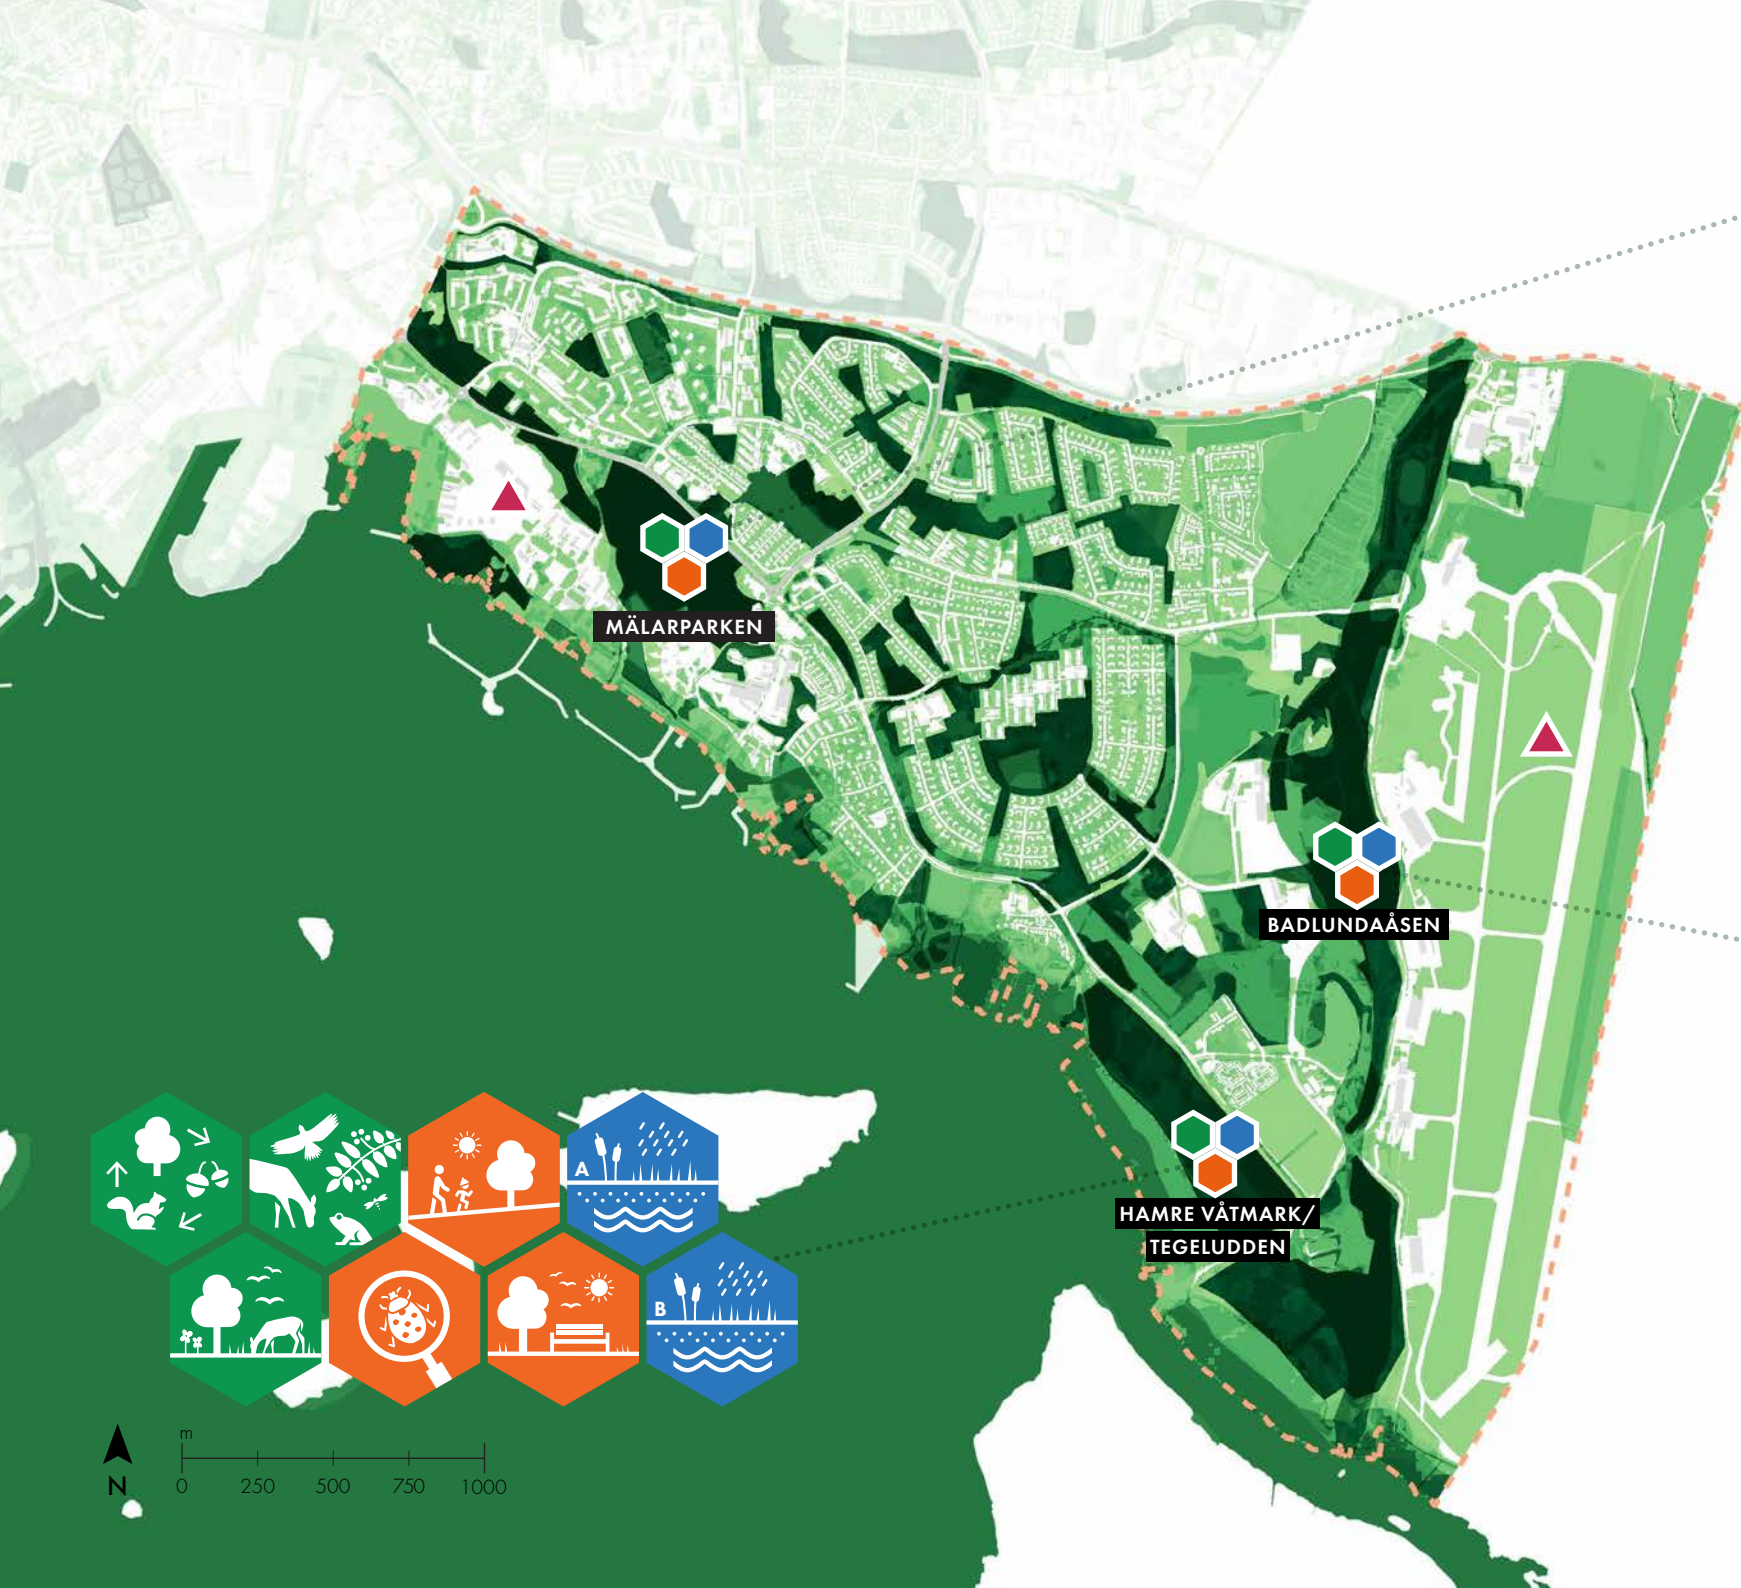 MÄLARPARKEN
BADLUNDAÅSEN
HAMRE VÅTMARK/
TEGELUDDEN
A
B
m
0 250 500 750 1000
N